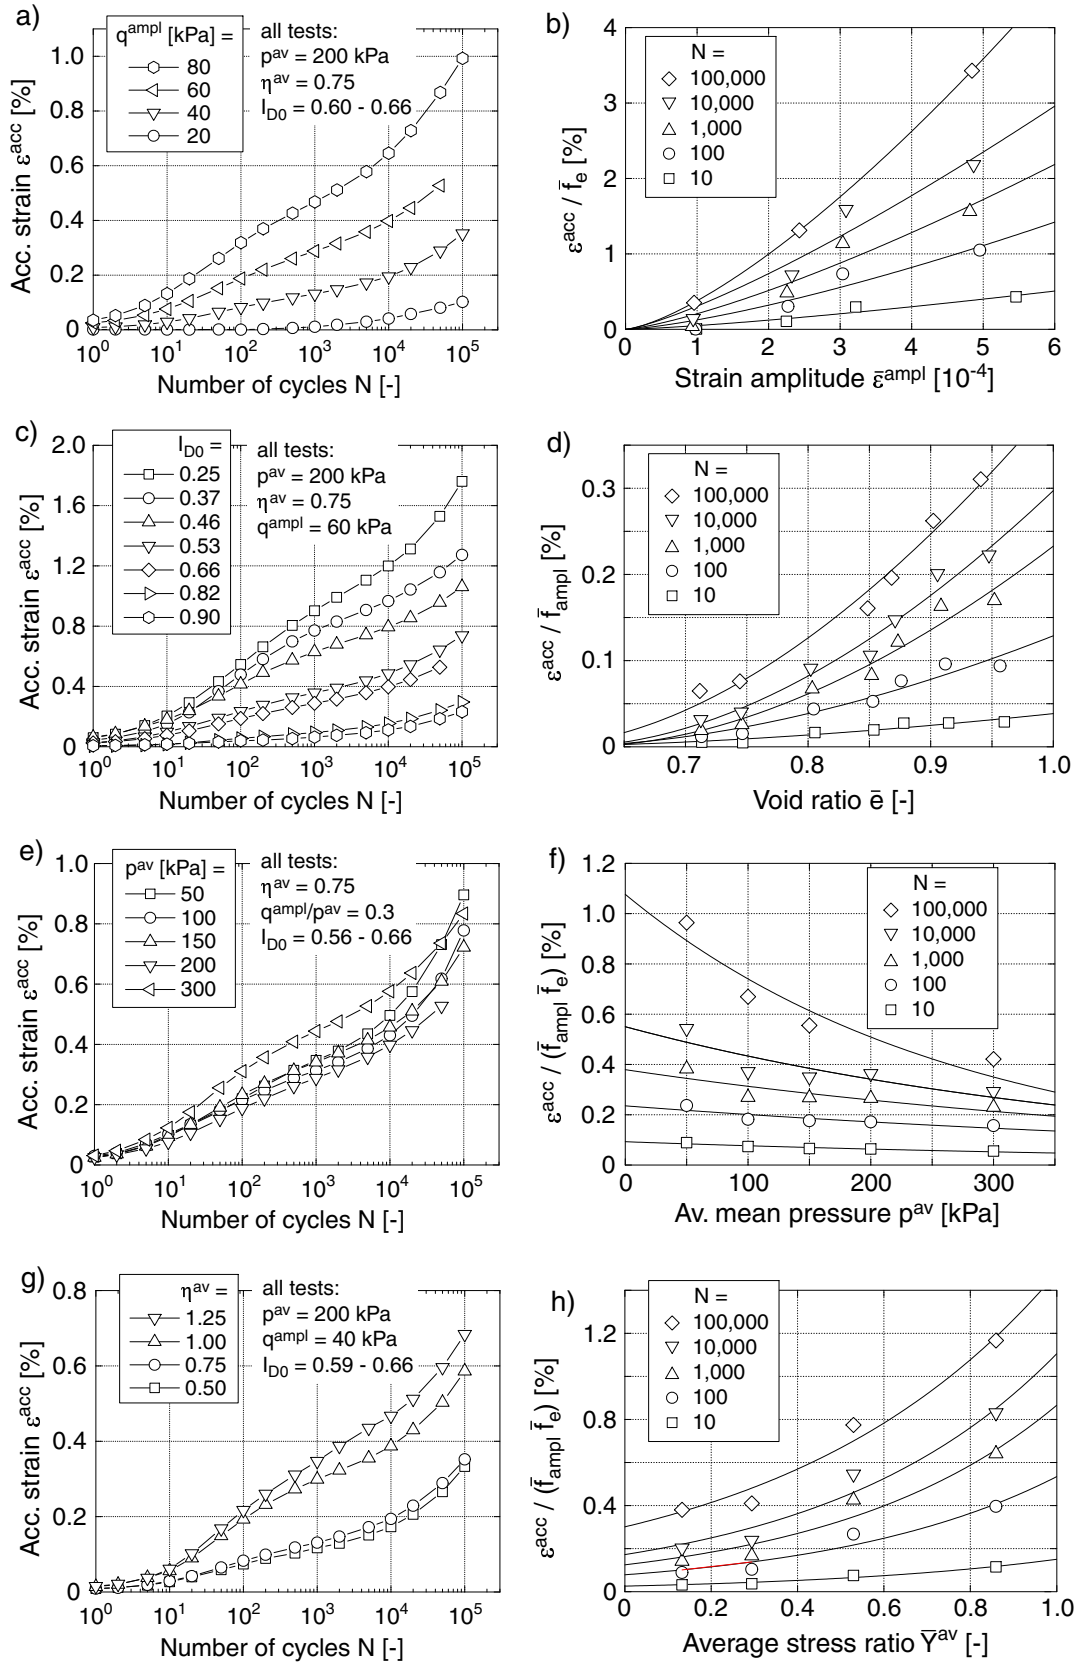 a)
q^ampl [kPa] =
80
60
40
20
all tests:
p^av = 200 kPa
η^av = 0.75
I_D0 = 0.60 - 0.66
Acc. strain ε^acc [%]
1.0
0.8
0.6
0.4
0.2
0
10^0 10^1 10^2 10^3 10^4 10^5
Number of cycles N [-]
b)
N =
100,000
10,000
1,000
100
10
ε^acc / f̄_e [%]
4
3
2
1
0
0 1 2 3 4 5 6
Strain amplitude ε̄^ampl [10^-4]
c)
I_D0 =
0.25
0.37
0.46
0.53
0.66
0.82
0.90
all tests:
p^av = 200 kPa
η^av = 0.75
q^ampl = 60 kPa
Acc. strain ε^acc [%]
2.0
1.6
1.2
0.8
0.4
0
10^0 10^1 10^2 10^3 10^4 10^5
Number of cycles N [-]
d)
N =
100,000
10,000
1,000
100
10
ε^acc / f̄_ampl [%]
0.3
0.2
0.1
0
0.7 0.8 0.9 1.0
Void ratio ē [-]
e)
p^av [kPa] =
50
100
150
200
300
all tests:
η^av = 0.75
q^ampl/p^av = 0.3
I_D0 = 0.56 - 0.66
Acc. strain ε^acc [%]
1.0
0.8
0.6
0.4
0.2
0
10^0 10^1 10^2 10^3 10^4 10^5
Number of cycles N [-]
f)
N =
100,000
10,000
1,000
100
10
ε^acc / (f̄_ampl f̄_e) [%]
1.2
1.0
0.8
0.6
0.4
0.2
0
0 100 200 300
Av. mean pressure p^av [kPa]
g)
η^av =
1.25
1.00
0.75
0.50
all tests:
p^av = 200 kPa
q^ampl = 40 kPa
I_D0 = 0.59 - 0.66
Acc. strain ε^acc [%]
0.8
0.6
0.4
0.2
0
10^0 10^1 10^2 10^3 10^4 10^5
Number of cycles N [-]
h)
N =
100,000
10,000
1,000
100
10
ε^acc / (f̄_ampl f̄_e) [%]
1.2
0.8
0.4
0
0 0.2 0.4 0.6 0.8 1.0
Average stress ratio Ȳ^av [-]